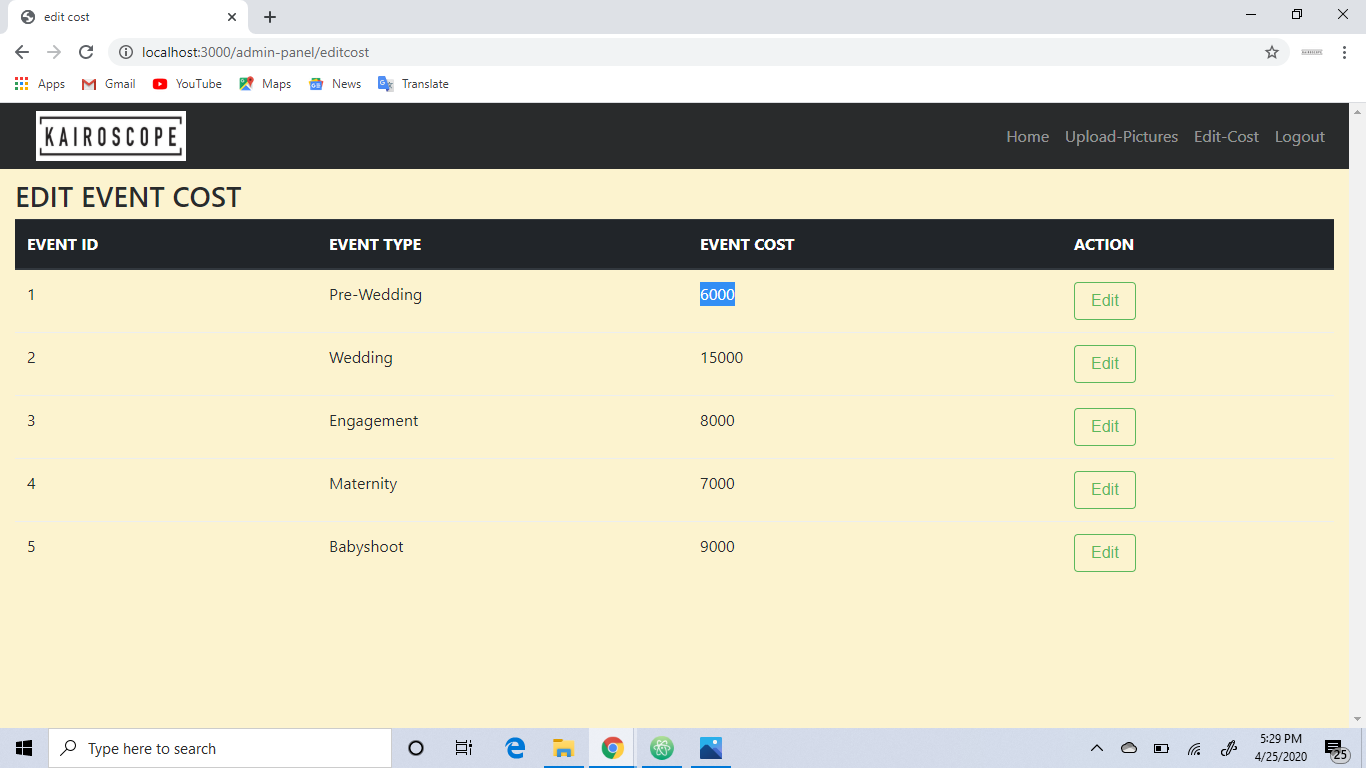 edit cost
localhost:3000/admin-panel/editcost
Apps Gmail YouTube Maps News Translate
KAIROSCOPE
Home Upload-Pictures Edit-Cost Logout
EDIT EVENT COST
EVENT ID EVENT TYPE EVENT COST ACTION
1 Pre-Wedding 6000 Edit
2 Wedding 15000 Edit
3 Engagement 8000 Edit
4 Maternity 7000 Edit
5 Babyshoot 9000 Edit
Type here to search
5:29 PM
4/25/2020
25